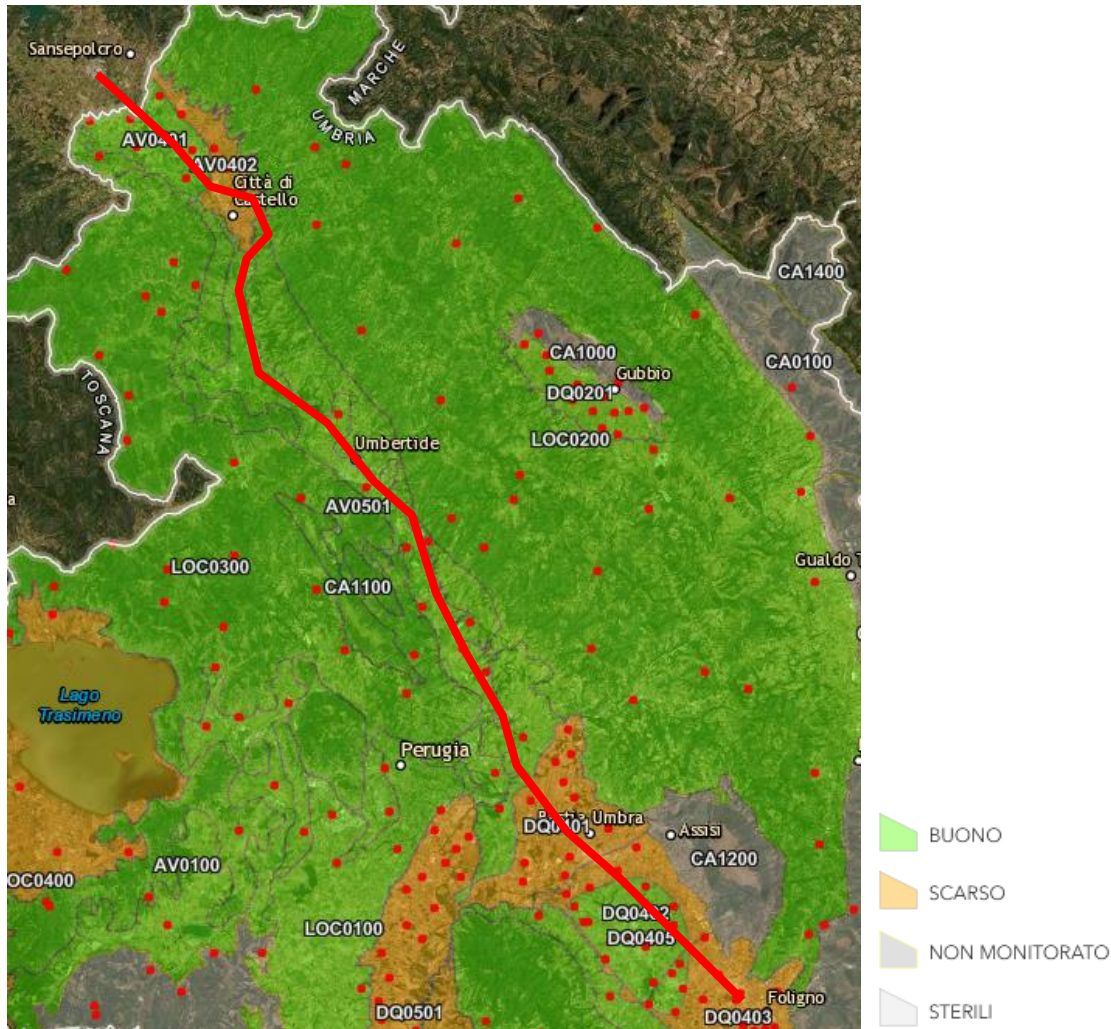 Sansepolcro
MARCHE
UMBRIA
AV0401
AV0402
Città di
Castello
CA1400
CA0100
CA1000
Gubbio
DQ0201
LOC0200
TOSCANA
Umbertide
AV0501
a
Gualdo T
LOC0300
CA1100
Lago
Trasimeno
Perugia
Umbra
DQ0101
Assisi
CA1200
AV0100
OC0400
DQ0402
DQ0405
LOC0100
DQ0501
Foligno
DQ0403
BUONO
SCARSO
NON MONITORATO
STERILI